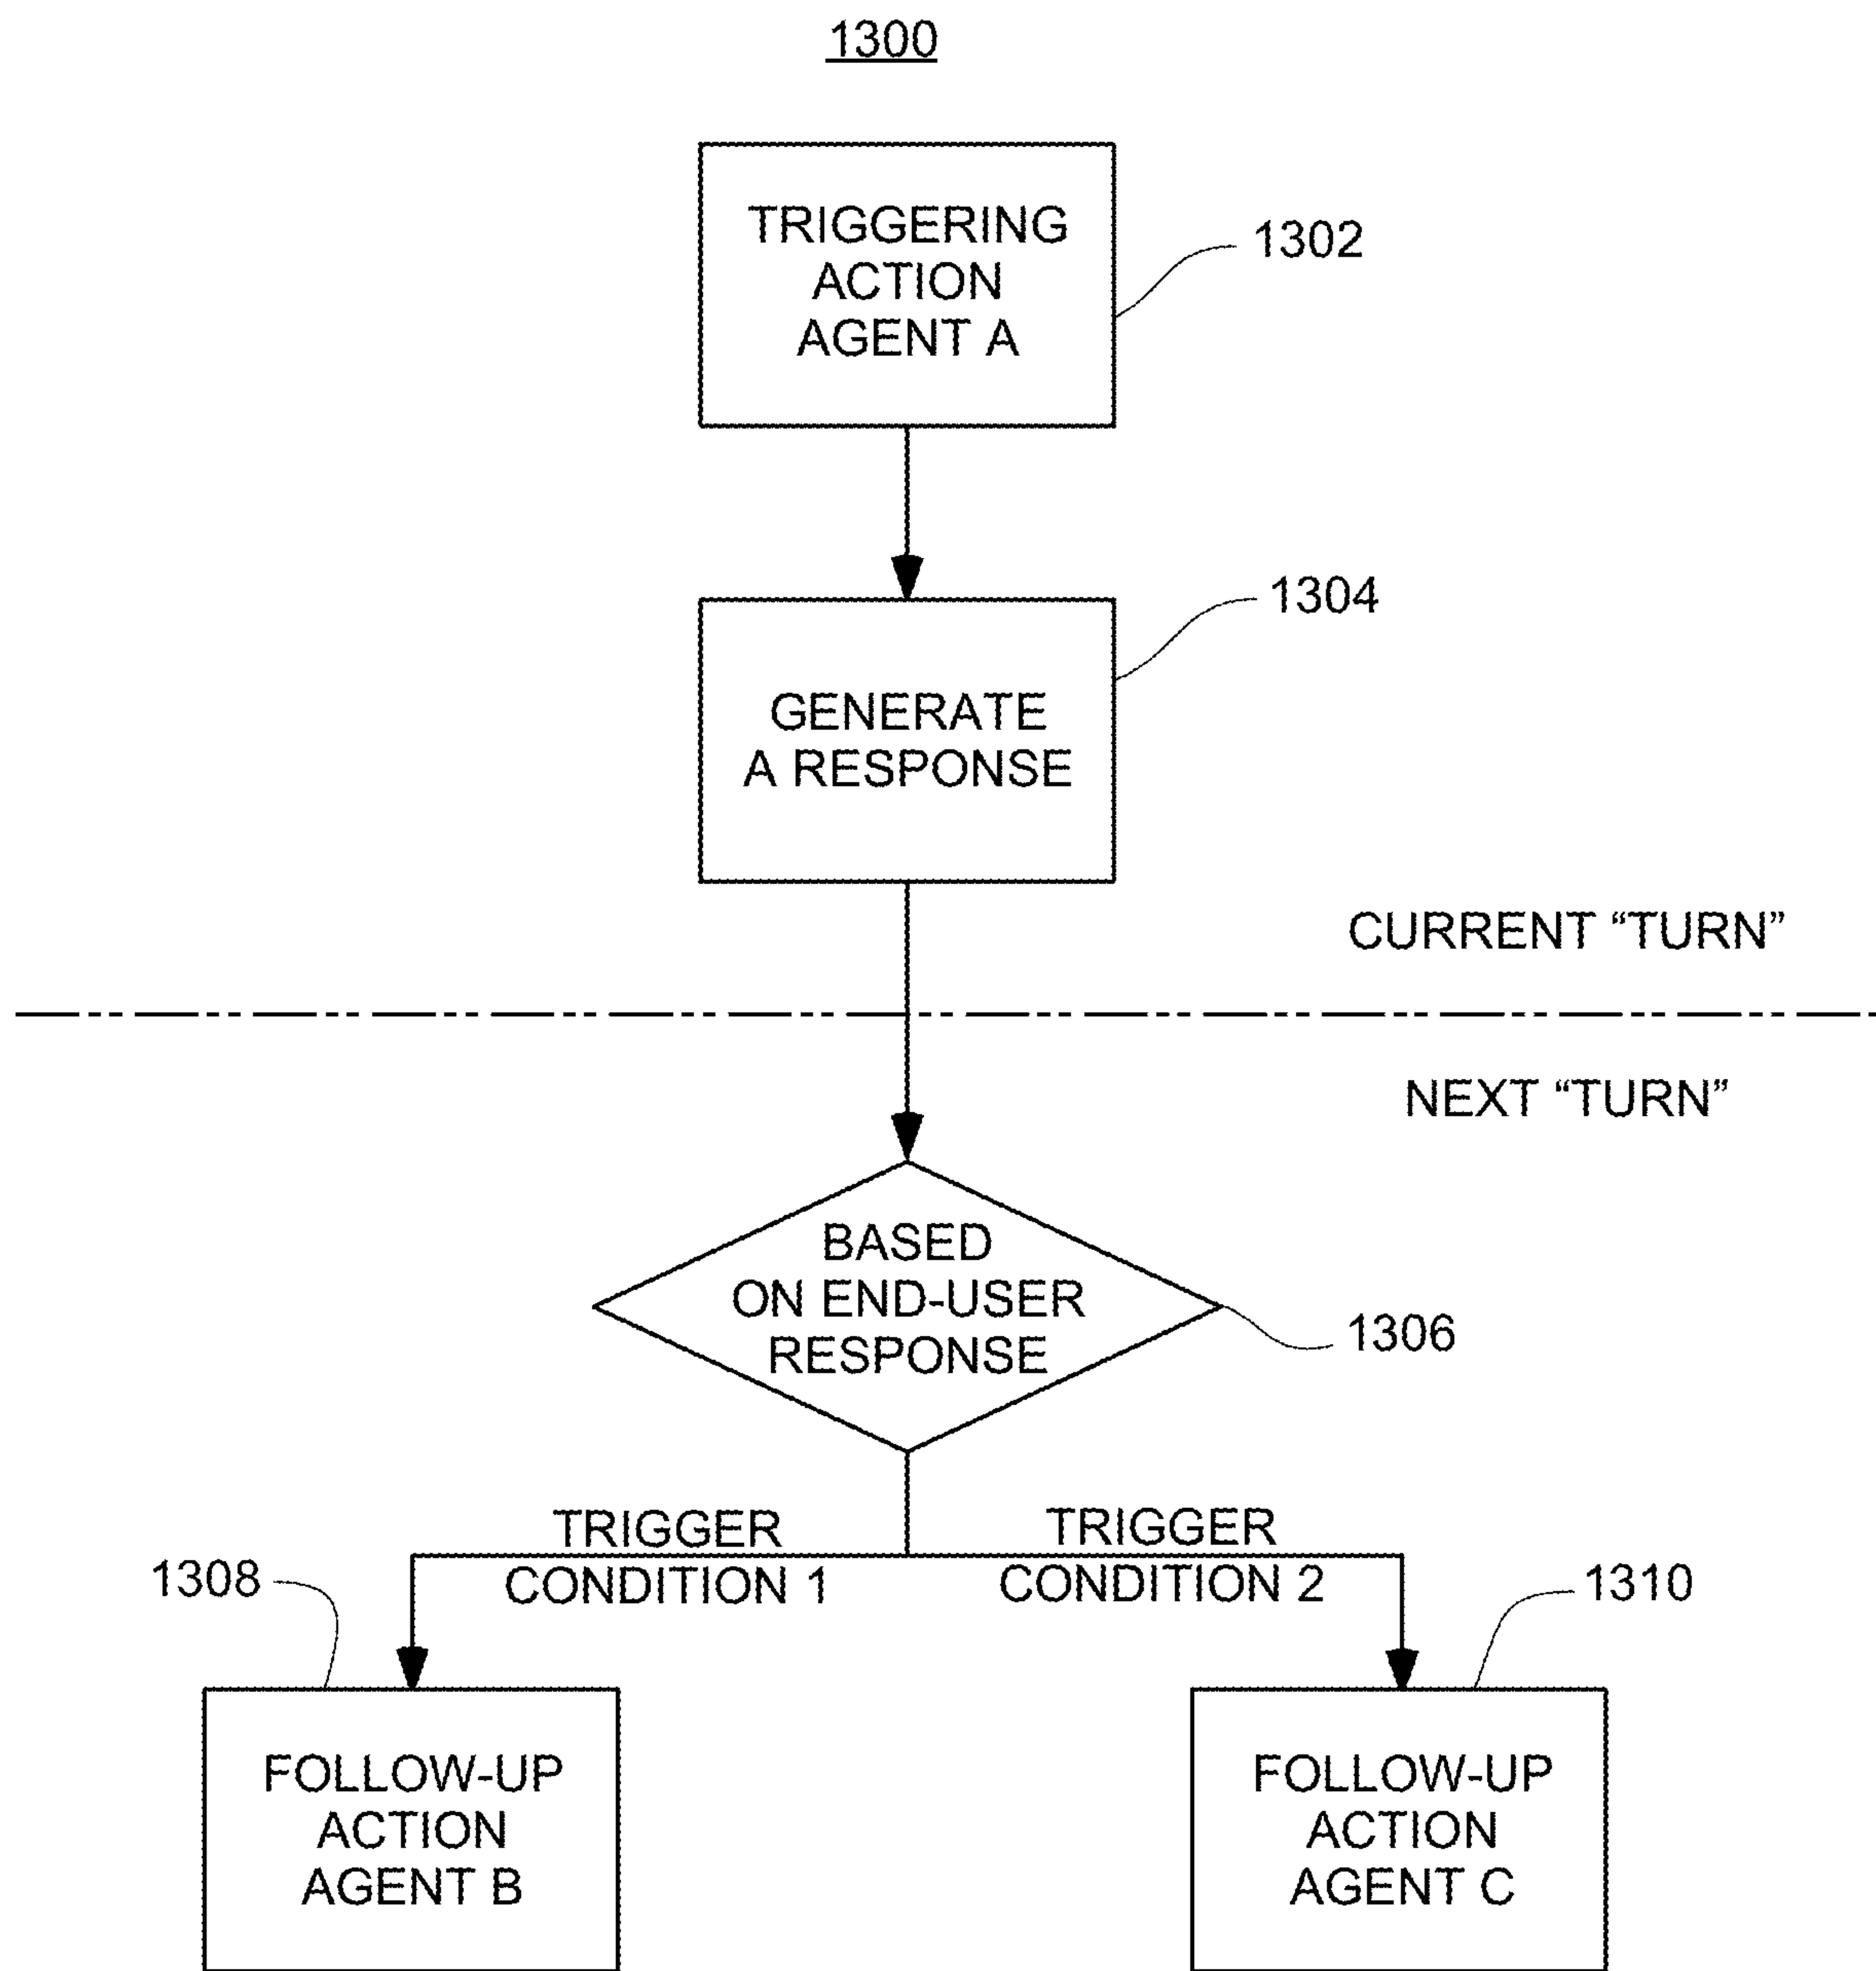 1300
TRIGGERING
ACTION
AGENT A
1302
GENERATE
A RESPONSE
1304
CURRENT “TURN”
NEXT “TURN”
BASED
ON END-USER
RESPONSE
1306
TRIGGER
CONDITION 1
TRIGGER
CONDITION 2
1308
1310
FOLLOW-UP
ACTION
AGENT B
FOLLOW-UP
ACTION
AGENT C